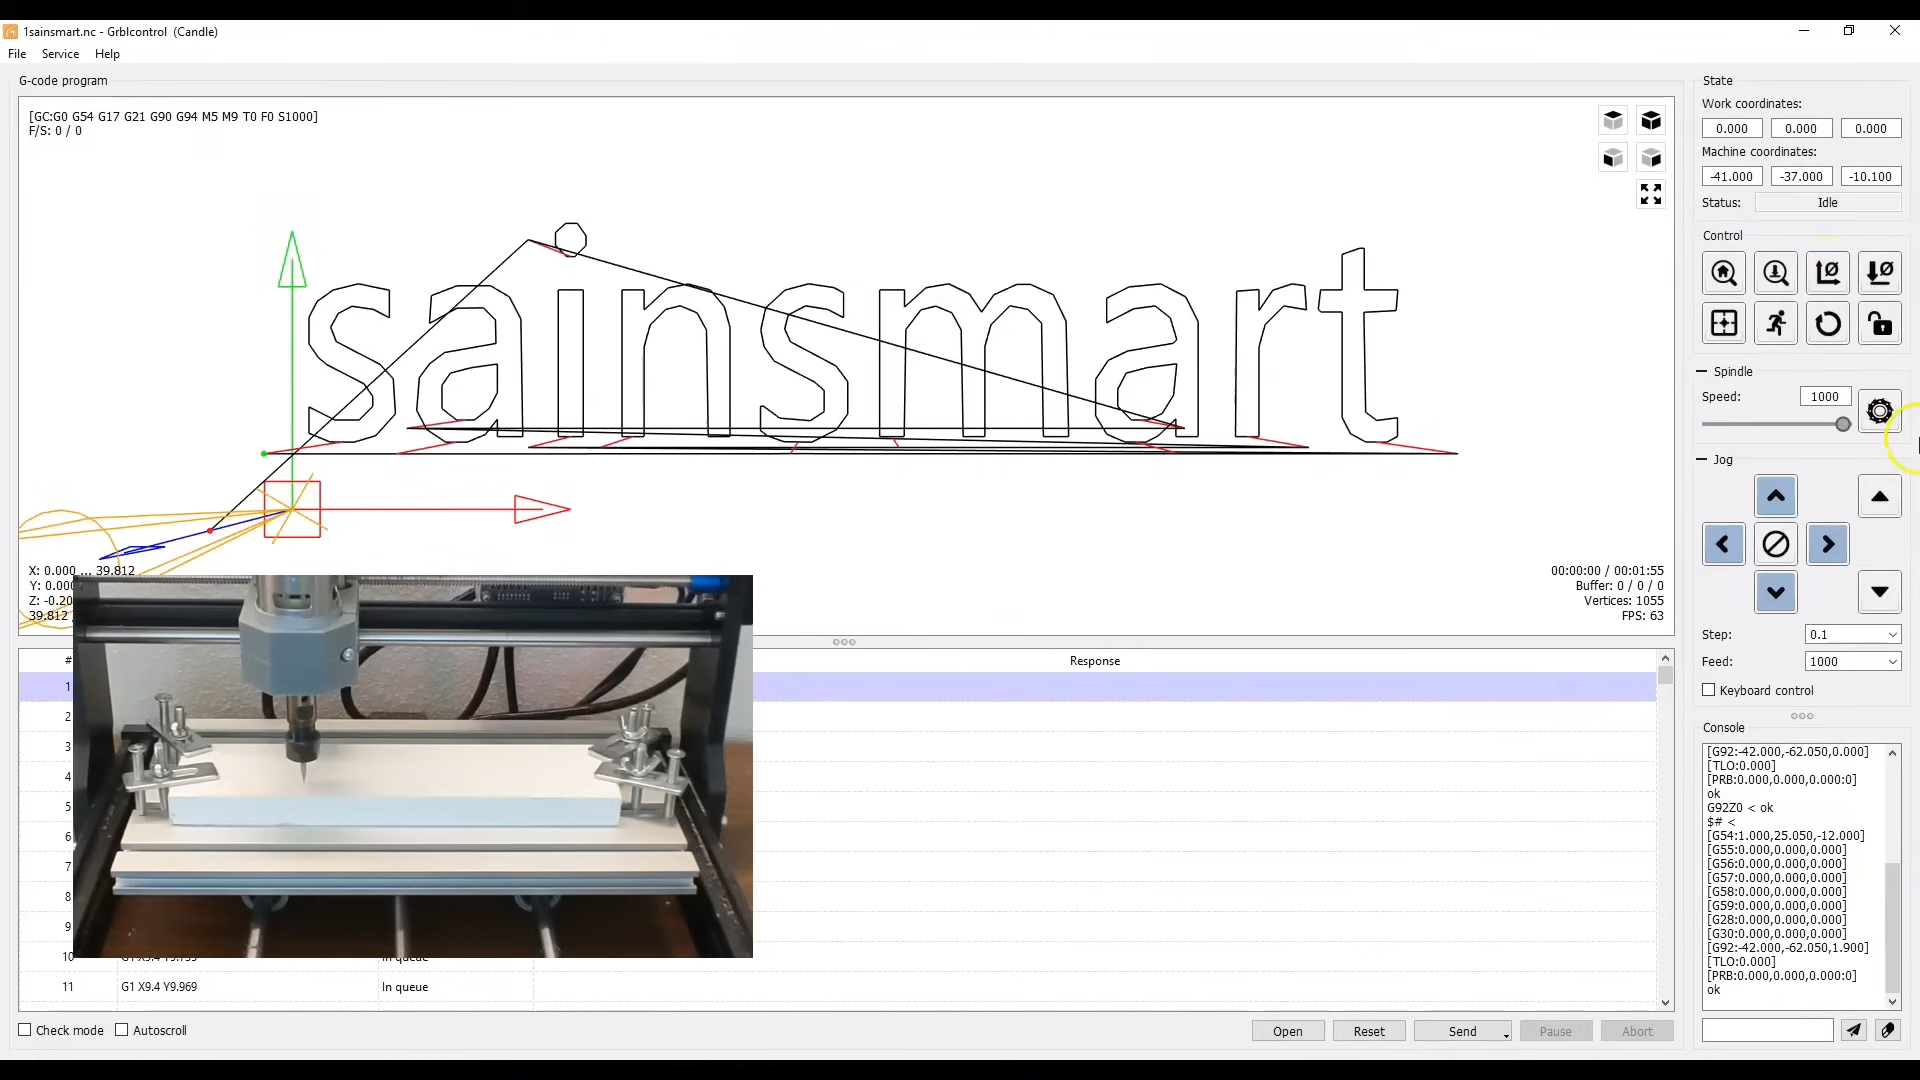 1sainsmart.nc - Grblcontrol (Candle)
File Service Help
G-code program
[GC:G0 G54 G17 G21 G90 G94 M5 M9 T0 F0 S1000]
F/S: 0 / 0
sainsmart
X: 0.000 ... 39.812
Y: 0.000
Z: -0.20
39.812
00:00:00 / 00:01:55
Buffer: 0 / 0 / 0
Vertices: 1055
FPS: 63
# Response
1
2
3
4
5
6
7
8
9
10
11 G1 X9.4 Y9.969 In queue
Check mode Autoscroll
Open Reset Send Pause Abort
State
Work coordinates:
0.000 0.000 0.000
Machine coordinates:
-41.000 -37.000 -10.100
Status: Idle
Control
Spindle
Speed: 1000
Jog
Step: 0.1
Feed: 1000
Keyboard control
Console
[G92:-42.000,-62.050,0.000]
[TLO:0.000]
[PRB:0.000,0.000,0.000:0]
ok
G92Z0 < ok
$# <
[G54:1.000,25.050,-12.000]
[G55:0.000,0.000,0.000]
[G56:0.000,0.000,0.000]
[G57:0.000,0.000,0.000]
[G58:0.000,0.000,0.000]
[G59:0.000,0.000,0.000]
[G28:0.000,0.000,0.000]
[G30:0.000,0.000,0.000]
[G92:-42.000,-62.050,1.900]
[TLO:0.000]
[PRB:0.000,0.000,0.000:0]
ok